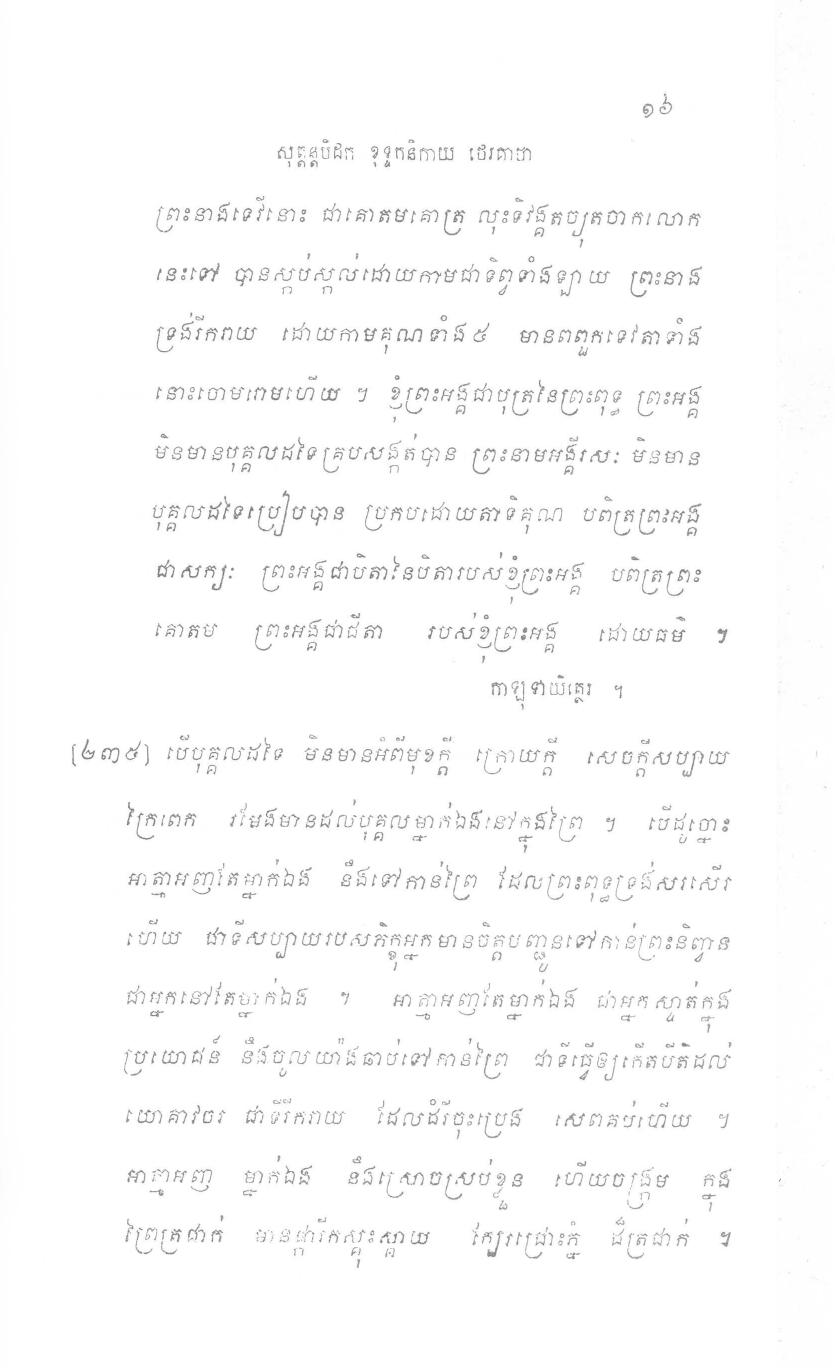 ១៦
សុត្តន្តបិដក ខុទ្ទកនិកាយ ថេរគាថា
ព្រះនាងទេវីនោះ ជាគោតមគោត្រ លុះទិវង្គតច្យុតចាកលោក
នេះទៅ បានស្កប់ស្កល់ដោយកាមជាទិព្វទាំងឡាយ ព្រះនាង
ទ្រង់រីករាយ ដោយកាមគុណទាំង៥ មានពពួកទេវតាទាំង
នោះចោមរោមហើយ ។ ខ្ញុំព្រះអង្គជាបុត្រនៃព្រះពុទ្ធ ព្រះអង្គ
មិនមានបុគ្គលដទៃគ្របសង្កត់បាន ព្រះនាមអង្គីរសៈ មិនមាន
បុគ្គលដទៃប្រៀបបាន ប្រកបដោយតាទិគុណ បពិត្រព្រះអង្គ
ជាសក្យៈ ព្រះអង្គជាបិតានៃបិតារបស់ខ្ញុំព្រះអង្គ បពិត្រព្រះ
គោតម ព្រះអង្គជាជីតា របស់ខ្ញុំព្រះអង្គ ដោយធម៌ ។
កាឡុទាយិត្ថេរ ។
[២៣៥] បើបុគ្គលដទៃ មិនមានអំពីមុខក្តី ក្រោយក្តី សេចក្តីសប្បាយ
ក្រៃពេក រមែងមានដល់បុគ្គលម្នាក់ឯងនៅក្នុងព្រៃ ។ បើដូច្នោះ
អាត្មាអញតែម្នាក់ឯង នឹងទៅកាន់ព្រៃ ដែលព្រះពុទ្ធទ្រង់សរសើរ
ហើយ ជាទីសប្បាយរបសភិក្ខុអ្នកមានចិត្តបញ្ជូនទៅកាន់ព្រះនិព្វាន
ជាអ្នកនៅតែម្នាក់ឯង ។ អាត្មាអញតែម្នាក់ឯង ជាអ្នកស្ទាត់ក្នុង
ប្រយោជន៍ នឹងចូលយ៉ាងឆាប់ទៅកាន់ព្រៃ ជាទីធ្វើឲ្យកើតបីតិដល់
យោគាវចរ ជាទីរីករាយ ដែលដំរីចុះប្រេង សេពគប់ហើយ ។
អាត្មាអញ ម្នាក់ឯង នឹងស្រោចស្រប់ខ្លួន ហើយចង្ក្រម ក្នុង
ព្រៃត្រជាក់ មានផ្ការីកស្គុះស្គាយ ក្បែរជ្រោះភ្នំ ដ៏ត្រជាក់ ។